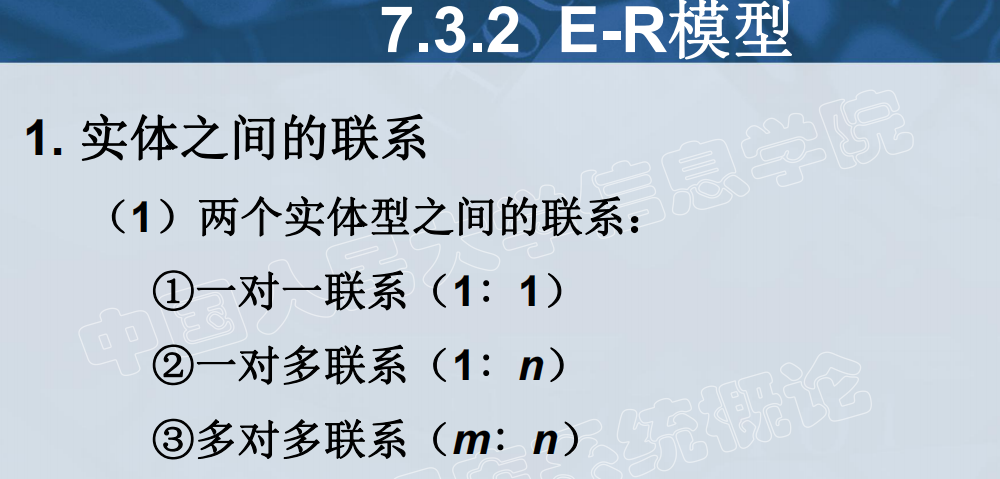 7.3.2 E-R模型
1. 实体之间的联系
（1）两个实体型之间的联系：
①一对一联系（1：1）
②一对多联系（1：n）
③多对多联系（m：n）
中国人民大学信息学院
系统概论